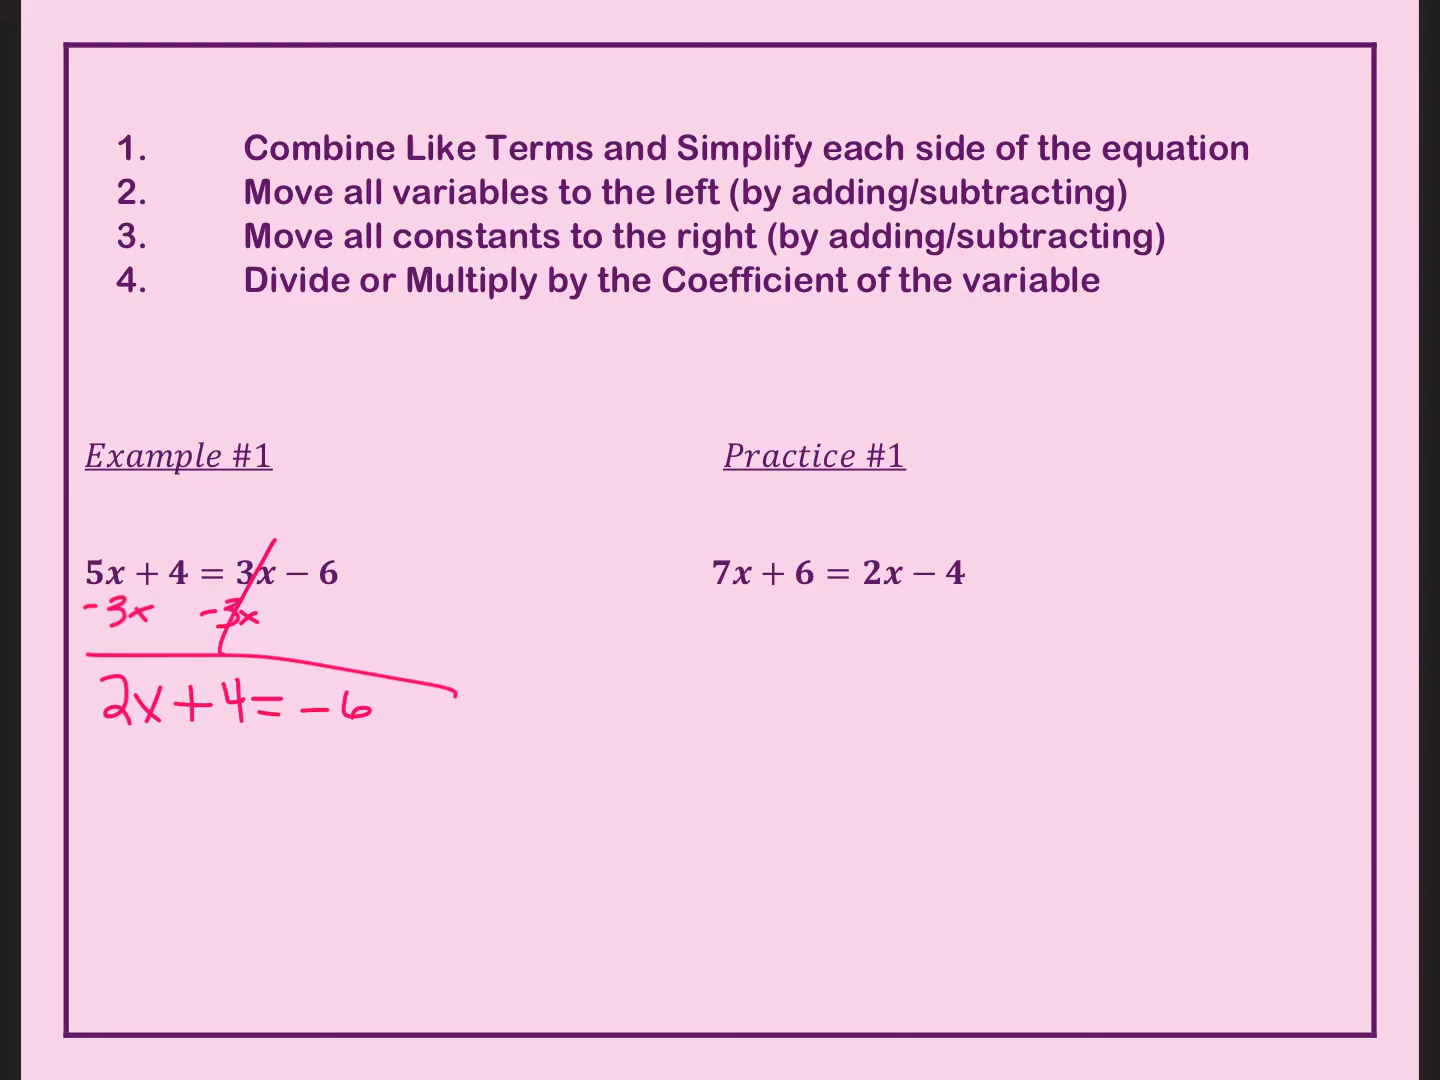 1. Combine Like Terms and Simplify each side of the equation
2. Move all variables to the left (by adding/subtracting)
3. Move all constants to the right (by adding/subtracting)
4. Divide or Multiply by the Coefficient of the variable
Example #1
5x + 4 = 3x − 6
-3x -3x
2x + 4 = - 6
Practice #1
7x + 6 = 2x − 4